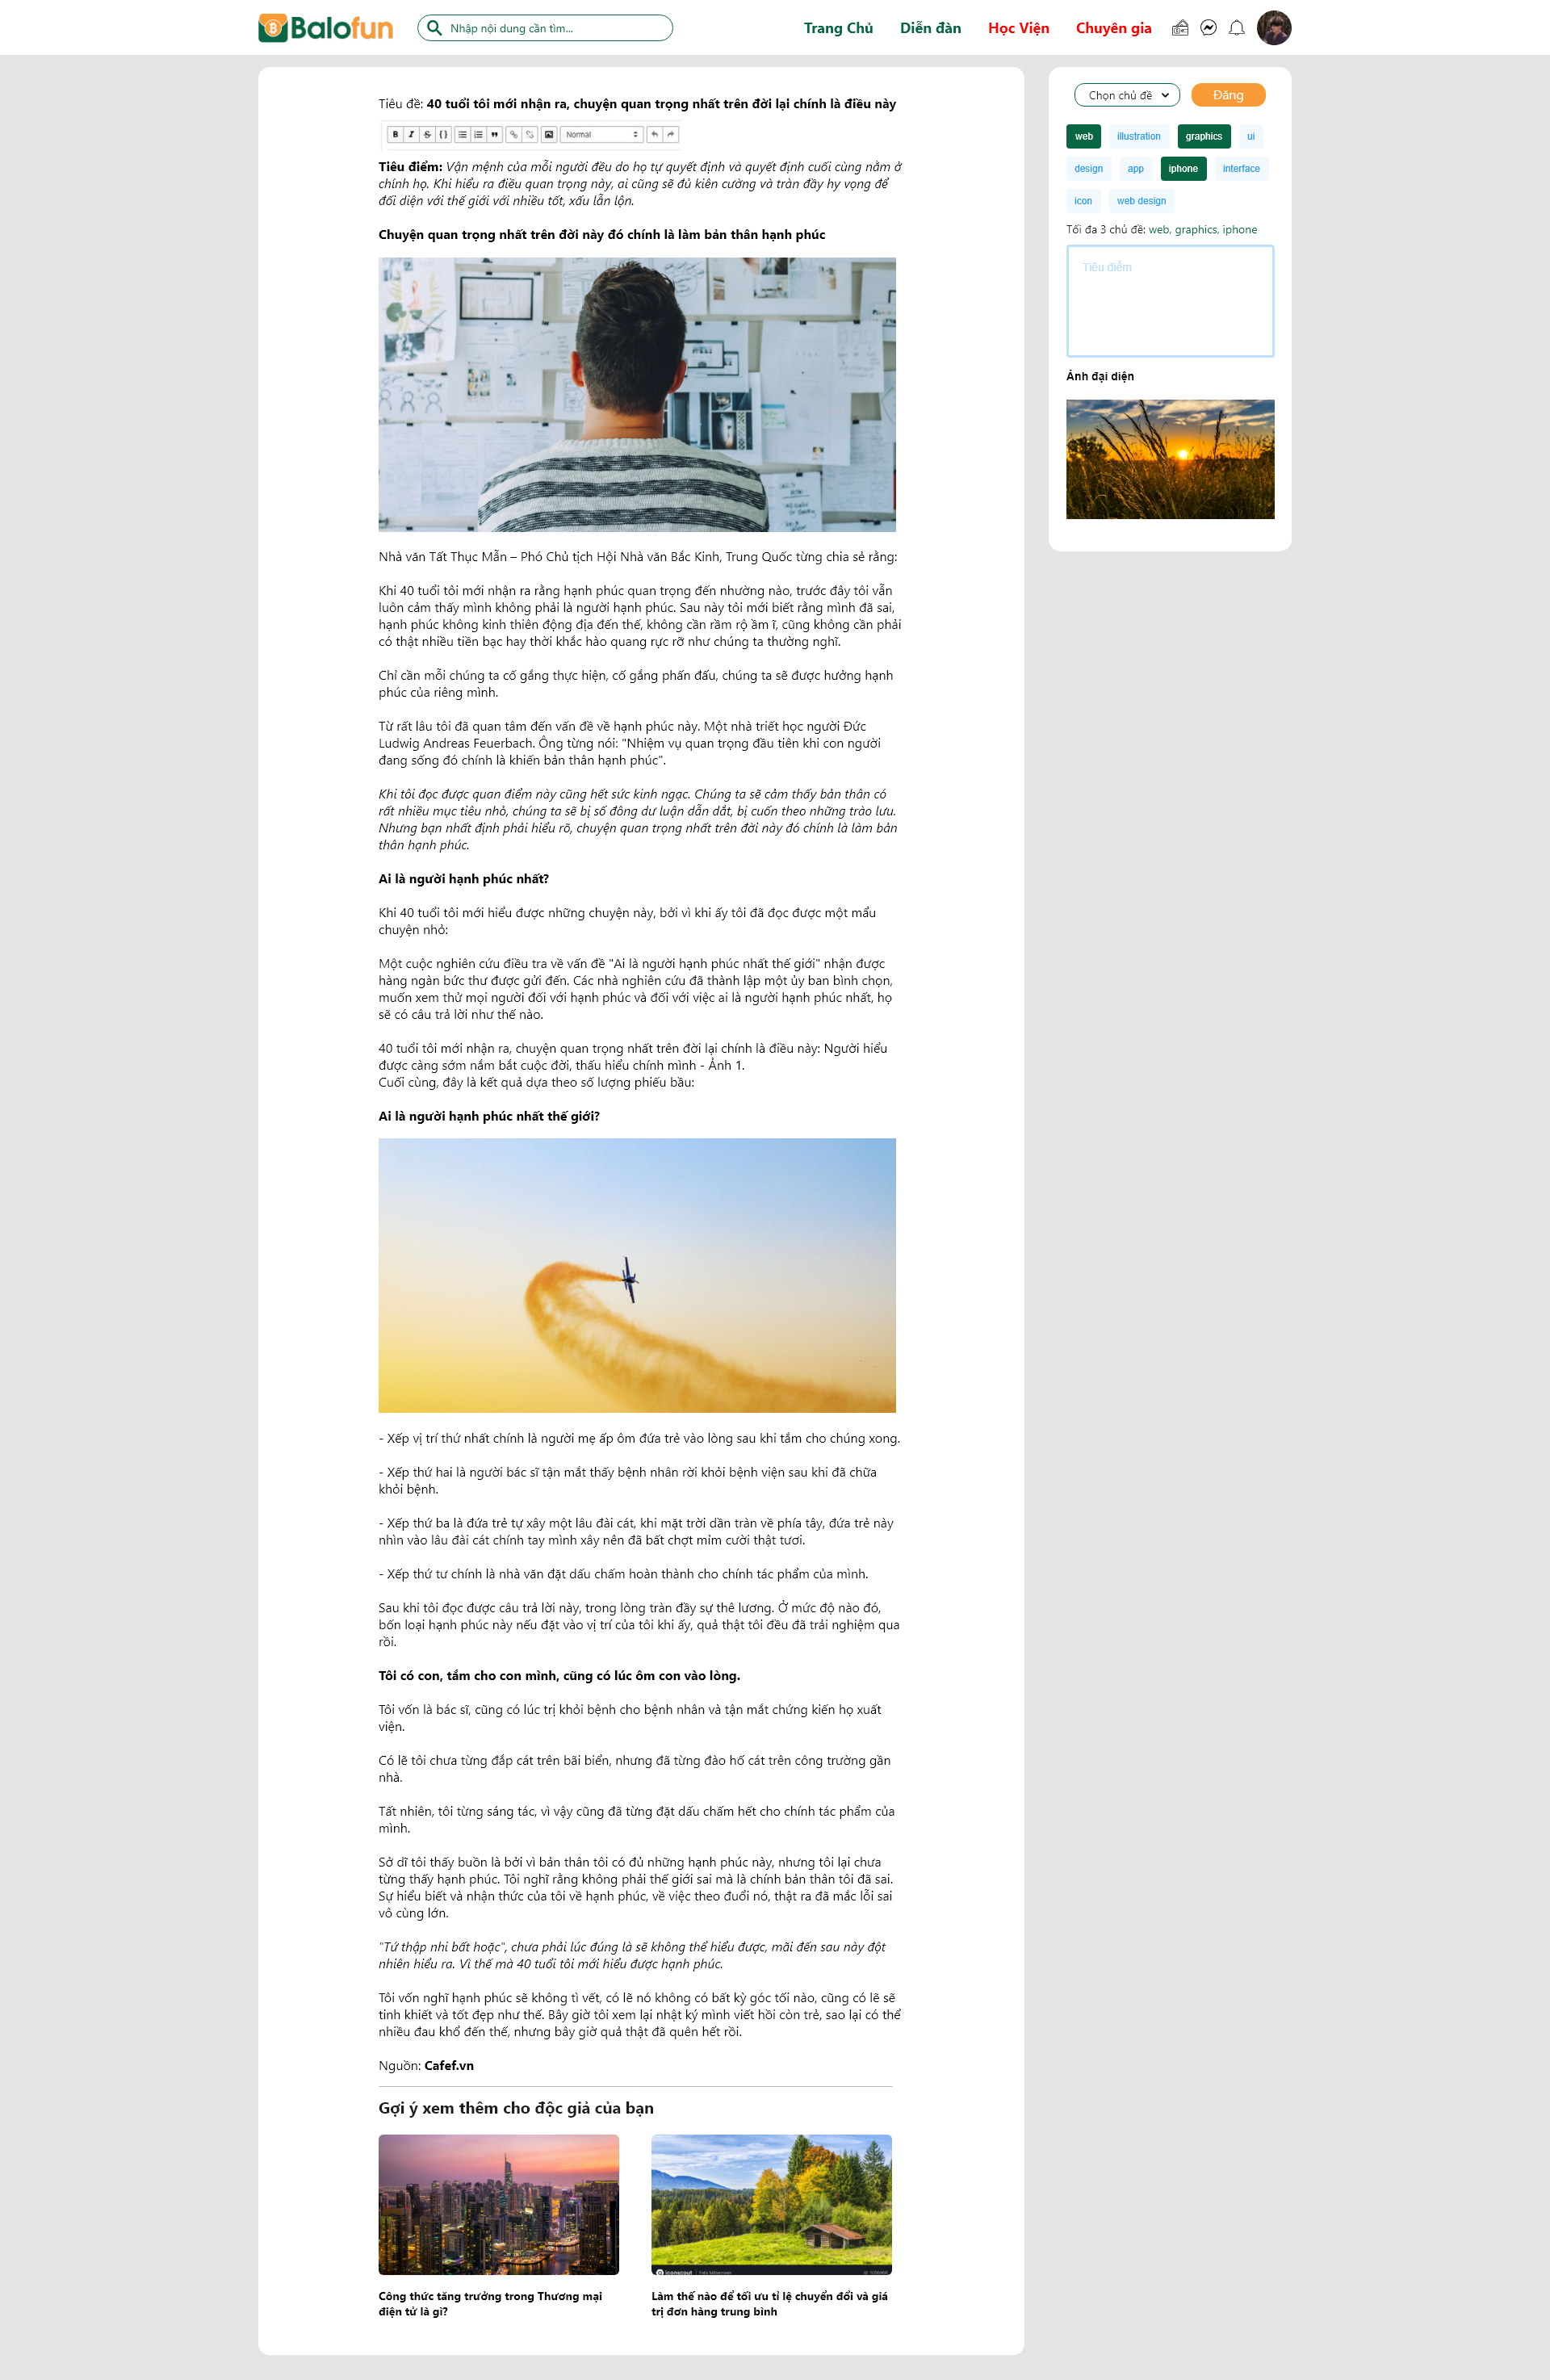 Balofun
Nhập nội dung cần tìm...
Trang Chủ
Diễn đàn
Học Viện
Chuyên gia
Tiêu đề: 40 tuổi tôi mới nhận ra, chuyện quan trọng nhất trên đời lại chính là điều này
Normal
Tiêu điểm: Vận mệnh của mỗi người đều do họ tự quyết định và quyết định cuối cùng nằm ở
chính họ. Khi hiểu ra điều quan trọng này, ai cũng sẽ đủ kiên cường và tràn đầy hy vọng để
đối diện với thế giới với nhiều tốt, xấu lẫn lộn.
Chuyện quan trọng nhất trên đời này đó chính là làm bản thân hạnh phúc
Nhà văn Tất Thục Mẫn – Phó Chủ tịch Hội Nhà văn Bắc Kinh, Trung Quốc từng chia sẻ rằng:
Khi 40 tuổi tôi mới nhận ra rằng hạnh phúc quan trọng đến nhường nào, trước đây tôi vẫn
luôn cảm thấy mình không phải là người hạnh phúc. Sau này tôi mới biết rằng mình đã sai,
hạnh phúc không kinh thiên động địa đến thế, không cần rầm rộ ầm ĩ, cũng không cần phải
có thật nhiều tiền bạc hay thời khắc hào quang rực rỡ như chúng ta thường nghĩ.
Chỉ cần mỗi chúng ta cố gắng thực hiện, cố gắng phấn đấu, chúng ta sẽ được hưởng hạnh
phúc của riêng mình.
Từ rất lâu tôi đã quan tâm đến vấn đề về hạnh phúc này. Một nhà triết học người Đức
Ludwig Andreas Feuerbach. Ông từng nói: "Nhiệm vụ quan trọng đầu tiên khi con người
đang sống đó chính là khiến bản thân hạnh phúc".
Khi tôi đọc được quan điểm này cũng hết sức kinh ngạc. Chúng ta sẽ cảm thấy bản thân có
rất nhiều mục tiêu nhỏ, chúng ta sẽ bị số đông dư luận dẫn dắt, bị cuốn theo những trào lưu.
Nhưng bạn nhất định phải hiểu rõ, chuyện quan trọng nhất trên đời này đó chính là làm bản
thân hạnh phúc.
Ai là người hạnh phúc nhất?
Khi 40 tuổi tôi mới hiểu được những chuyện này, bởi vì khi ấy tôi đã đọc được một mẩu
chuyện nhỏ:
Một cuộc nghiên cứu điều tra về vấn đề "Ai là người hạnh phúc nhất thế giới" nhận được
hàng ngàn bức thư được gửi đến. Các nhà nghiên cứu đã thành lập một ủy ban bình chọn,
muốn xem thử mọi người đối với hạnh phúc và đối với việc ai là người hạnh phúc nhất, họ
sẽ có câu trả lời như thế nào.
40 tuổi tôi mới nhận ra, chuyện quan trọng nhất trên đời lại chính là điều này: Người hiểu
được càng sớm nắm bắt cuộc đời, thấu hiểu chính mình - Ảnh 1.
Cuối cùng, đây là kết quả dựa theo số lượng phiếu bầu:
Ai là người hạnh phúc nhất thế giới?
- Xếp vị trí thứ nhất chính là người mẹ ấp ôm đứa trẻ vào lòng sau khi tắm cho chúng xong.
- Xếp thứ hai là người bác sĩ tận mắt thấy bệnh nhân rời khỏi bệnh viện sau khi đã chữa
khỏi bệnh.
- Xếp thứ ba là đứa trẻ tự xây một lâu đài cát, khi mặt trời dần tràn về phía tây, đứa trẻ này
nhìn vào lâu đài cát chính tay mình xây nên đã bất chợt mỉm cười thật tươi.
- Xếp thứ tư chính là nhà văn đặt dấu chấm hoàn thành cho chính tác phẩm của mình.
Sau khi tôi đọc được câu trả lời này, trong lòng tràn đầy sự thê lương. Ở mức độ nào đó,
bốn loại hạnh phúc này nếu đặt vào vị trí của tôi khi ấy, quả thật tôi đều đã trải nghiệm qua
rồi.
Tôi có con, tắm cho con mình, cũng có lúc ôm con vào lòng.
Tôi vốn là bác sĩ, cũng có lúc trị khỏi bệnh cho bệnh nhân và tận mắt chứng kiến họ xuất
viện.
Có lẽ tôi chưa từng đắp cát trên bãi biển, nhưng đã từng đào hố cát trên công trường gần
nhà.
Tất nhiên, tôi từng sáng tác, vì vậy cũng đã từng đặt dấu chấm hết cho chính tác phẩm của
mình.
Sở dĩ tôi thấy buồn là bởi vì bản thân tôi có đủ những hạnh phúc này, nhưng tôi lại chưa
từng thấy hạnh phúc. Tôi nghĩ rằng không phải thế giới sai mà là chính bản thân tôi đã sai.
Sự hiểu biết và nhận thức của tôi về hạnh phúc, về việc theo đuổi nó, thật ra đã mắc lỗi sai
vô cùng lớn.
"Tứ thập nhi bất hoặc", chưa phải lúc đúng là sẽ không thể hiểu được, mãi đến sau này đột
nhiên hiểu ra. Vì thế mà 40 tuổi tôi mới hiểu được hạnh phúc.
Tôi vốn nghĩ hạnh phúc sẽ không tì vết, có lẽ nó không có bất kỳ góc tối nào, cũng có lẽ sẽ
tinh khiết và tốt đẹp như thế. Bây giờ tôi xem lại nhật ký mình viết hồi còn trẻ, sao lại có thể
nhiều đau khổ đến thế, nhưng bây giờ quả thật đã quên hết rồi.
Nguồn: Cafef.vn
Gợi ý xem thêm cho độc giả của bạn
iconscout
Công thức tăng trưởng trong Thương mại
điện tử là gì?
Làm thế nào để tối ưu tỉ lệ chuyển đổi và giá
trị đơn hàng trung bình
Chọn chủ đề
Đăng
web illustration graphics ui
design app iphone interface
icon web design
Tối đa 3 chủ đề: web, graphics, iphone
Tiêu điểm
Ảnh đại diện